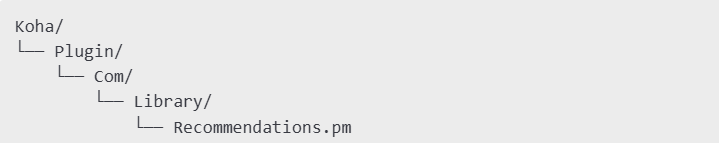 Koha/
└── Plugin/
    └── Com/
        └── Library/
            └── Recommendations.pm